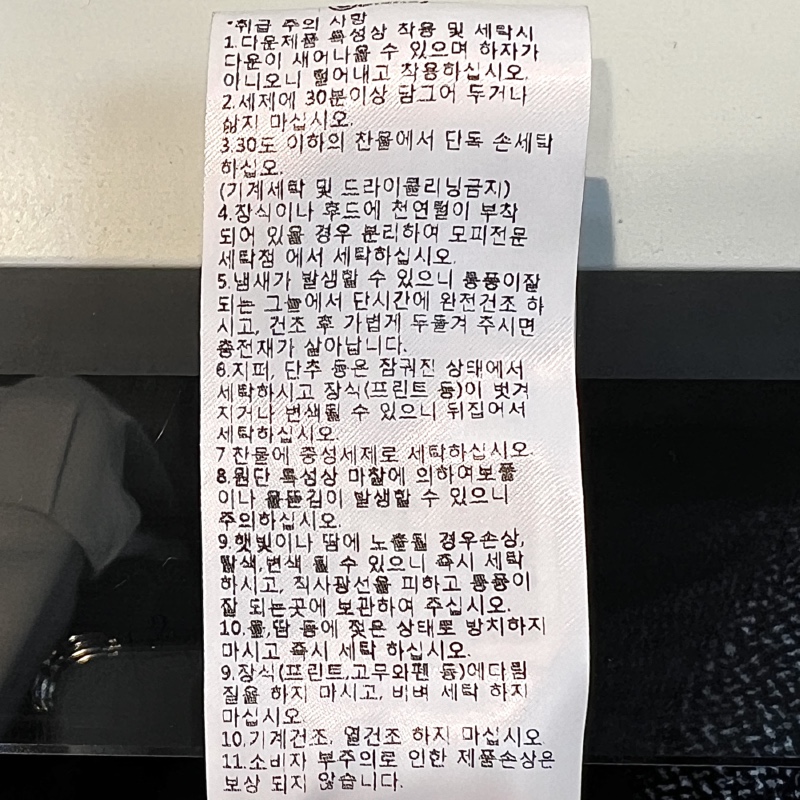 *취급 주의 사항
1.다운제품 특성상 착용 및 세탁시
다운이 새어나올 수 있으며 하자가
아니오니 털어내고 착용하십시오.
2.세제에 30분이상 담그어 두거나
삶지 마십시오.
3.30도 이하의 찬물에서 단독 손세탁
하십오.
(기계세탁 및 드라이클리닝금지)
4.장식이나 후드에 천연털이 부착
되어 있을 경우 분리하여 모피전문
세탁점 에서 세탁하십시오.
5.냄새가 발생할 수 있으니 통풍이잘
되는 그늘에서 단시간에 완전건조 하
시고, 건조 후 가볍게 두들겨 주시면
충전재가 살아납니다.
6.지퍼, 단추 등은 잠궈진 상태에서
세탁하시고 장식(프린트 등)이 벗겨
지거나 변색될 수 있으니 뒤집어서
세탁하십시오.
7.찬물에 중성세제로 세탁하십시오.
8.원단 특성상 마찰에 의하여보풀
이나 올뜯김이 발생할 수 있으니
주의하십시오.
9.햇빛이나 땀에 노출될 경우손상,
탈색,변색 될 수 있으니 즉시 세탁
하시고, 직사광선을 피하고 통풍이
잘 되는곳에 보관하여 주십시오.
10.물,땀 등에 젖은 상태로 방치하지
마시고 즉시 세탁 하십시오.
9.장식(프린트,고무와펜 등)에다림
질을 하지 마시고, 비벼 세탁 하지
마십시오
10.기계건조, 열건조 하지 마십시오
11.소비자 부주의로 인한 제품손상은
보상 되지 않습니다.